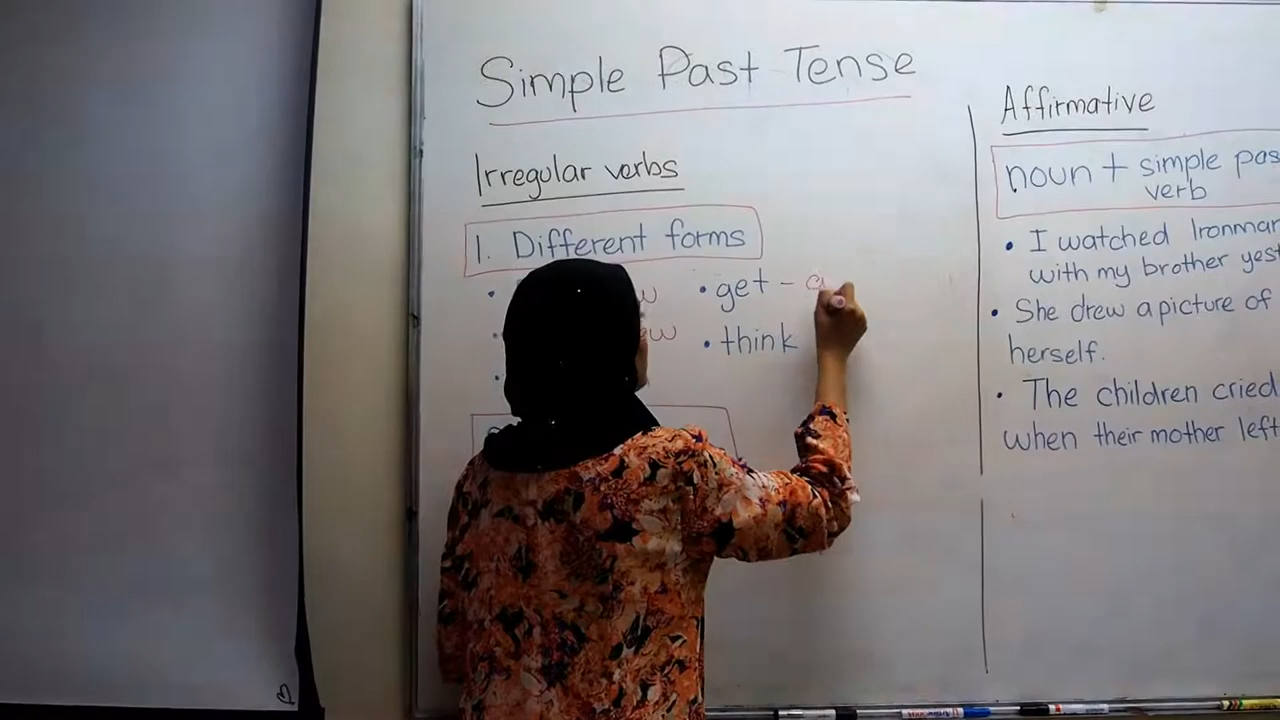 Simple Past Tense
Irregular verbs
1. Different forms
• get -
• think
Affirmative
noun + simple pas
verb
• I watched Ironman
with my brother yest
• She drew a picture of
herself.
• The children cried
when their mother left